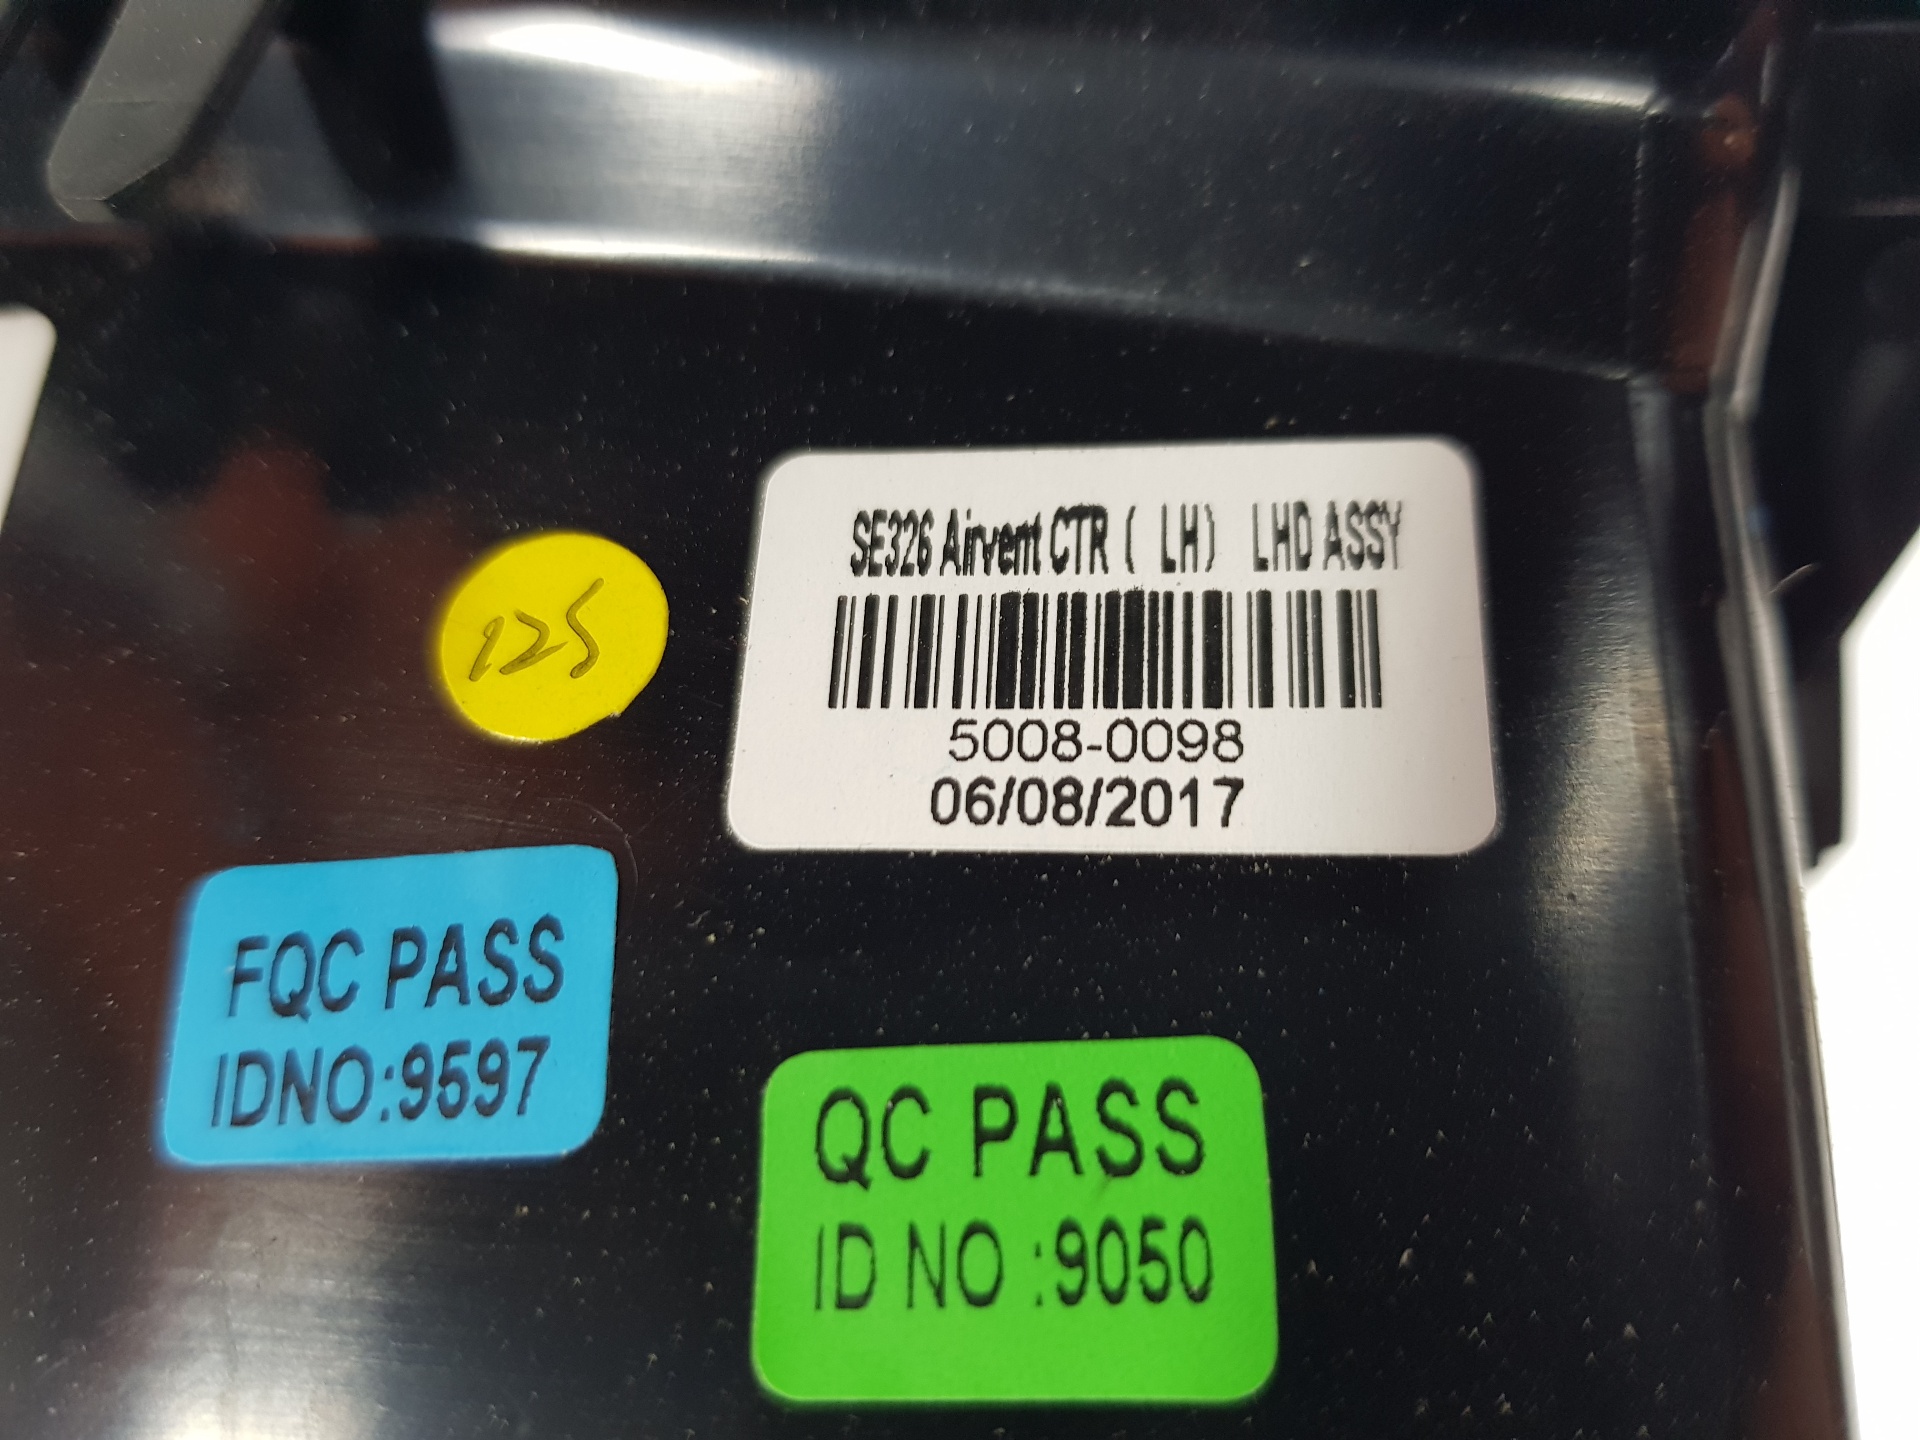 SE326 Airvent CTR ( LH) LHD ASSY
5008-0098
06/08/2017
125
FQC PASS
IDNO:9597
QC PASS
ID NO :9050